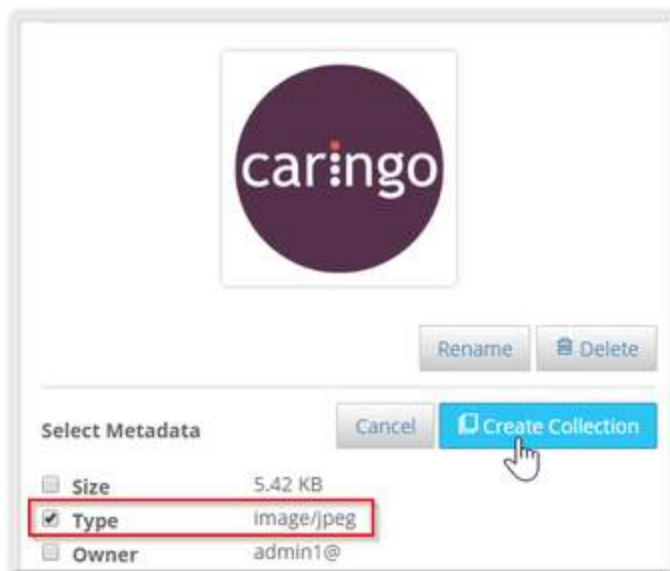 caringo
Rename Delete
Select Metadata Cancel Create Collection
Size 5.42 KB
Type image/jpeg
Owner admin1@